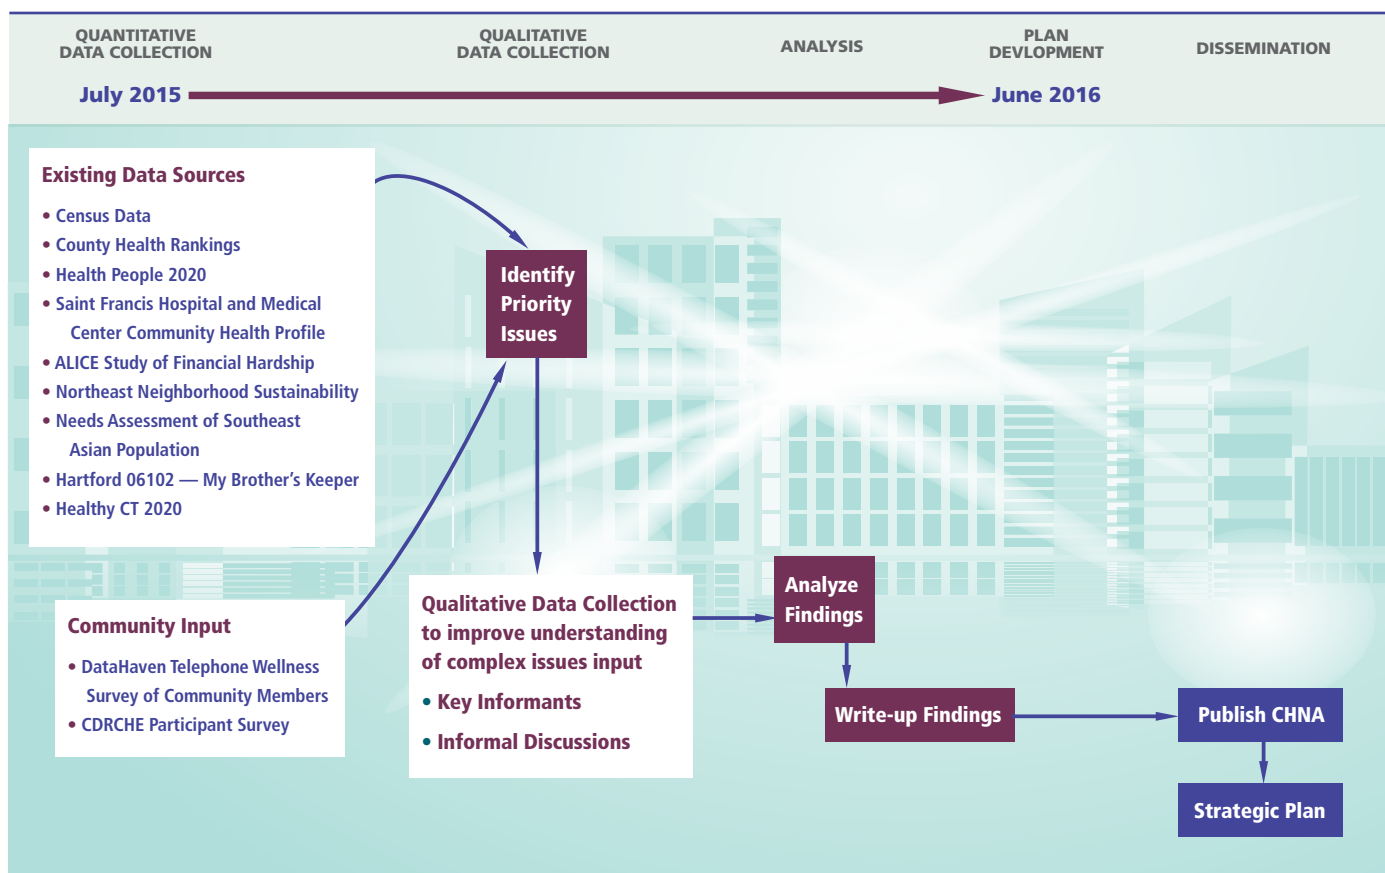 QUANTITATIVE
DATA COLLECTION
QUALITATIVE
DATA COLLECTION
ANALYSIS
PLAN
DEVLOPMENT
DISSEMINATION
July 2015
June 2016
Existing Data Sources
• Census Data
• County Health Rankings
• Health People 2020
• Saint Francis Hospital and Medical
Center Community Health Profile
• ALICE Study of Financial Hardship
• Northeast Neighborhood Sustainability
• Needs Assessment of Southeast
Asian Population
• Hartford 06102 — My Brother's Keeper
• Healthy CT 2020
Community Input
• DataHaven Telephone Wellness
Survey of Community Members
• CDRCHE Participant Survey
Identify
Priority
Issues
Qualitative Data Collection
to improve understanding
of complex issues input
• Key Informants
• Informal Discussions
Analyze
Findings
Write-up Findings
Publish CHNA
Strategic Plan